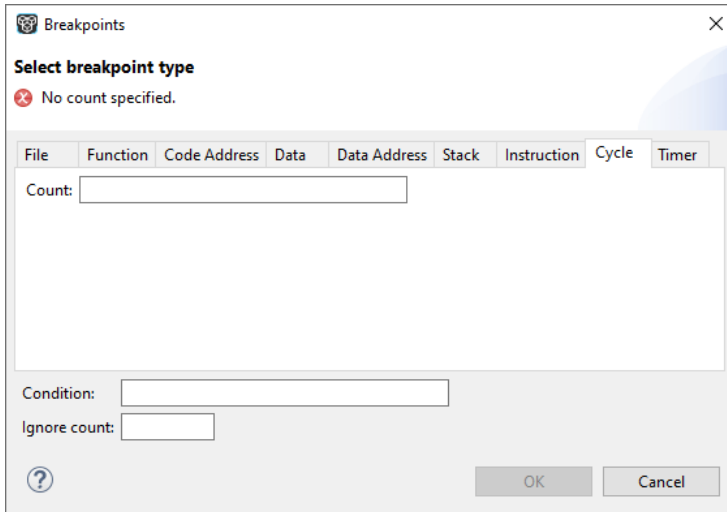 Breakpoints
Select breakpoint type
No count specified.
File Function Code Address Data Data Address Stack Instruction Cycle Timer
Count:
Condition:
Ignore count:
? OK Cancel